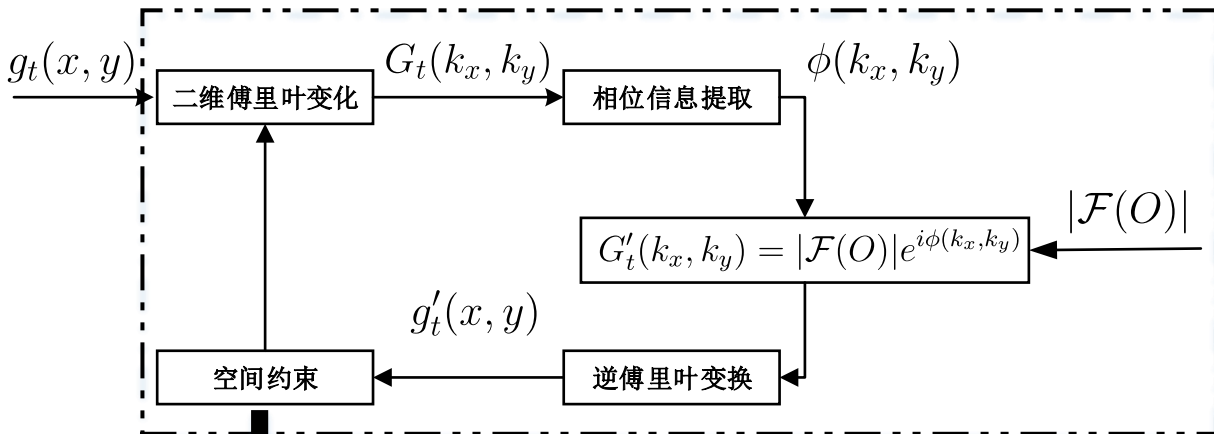 g_t(x, y)
G_t(k_x, k_y)
ϕ(k_x, k_y)
二维傅里叶变化
相位信息提取
|ℱ(O)|
G′_t(k_x, k_y) = |ℱ(O)|e^{iϕ(k_x,k_y)}
g′_t(x, y)
空间约束
逆傅里叶变换